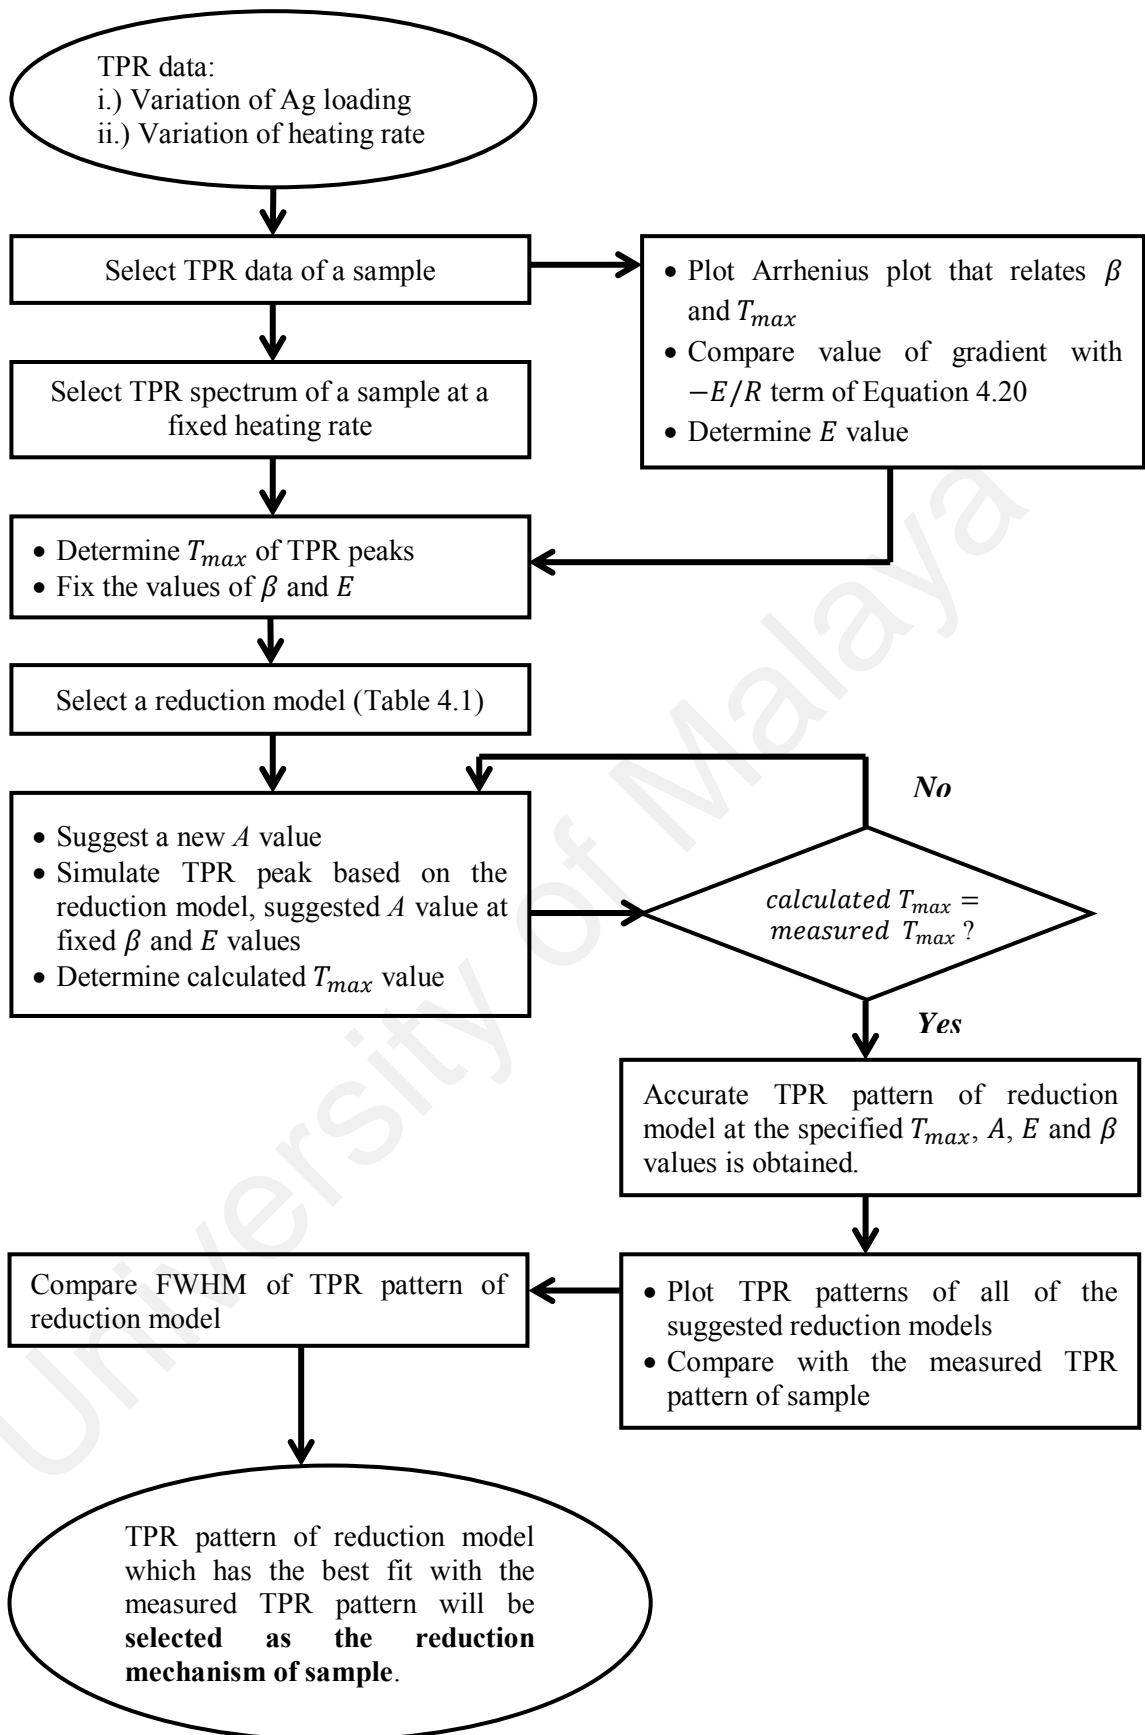 TPR data:
i.) Variation of Ag loading
ii.) Variation of heating rate
Select TPR data of a sample
• Plot Arrhenius plot that relates β
and T_max
• Compare value of gradient with
−E/R term of Equation 4.20
• Determine E value
Select TPR spectrum of a sample at a
fixed heating rate
• Determine T_max of TPR peaks
• Fix the values of β and E
Select a reduction model (Table 4.1)
• Suggest a new A value
• Simulate TPR peak based on the
reduction model, suggested A value at
fixed β and E values
• Determine calculated T_max value
No
calculated T_max =
measured T_max ?
Yes
Accurate TPR pattern of reduction
model at the specified T_max, A, E and β
values is obtained.
• Plot TPR patterns of all of the
suggested reduction models
• Compare with the measured TPR
pattern of sample
Compare FWHM of TPR pattern of
reduction model
TPR pattern of reduction model
which has the best fit with the
measured TPR pattern will be
selected as the reduction
mechanism of sample.
University of Malaya